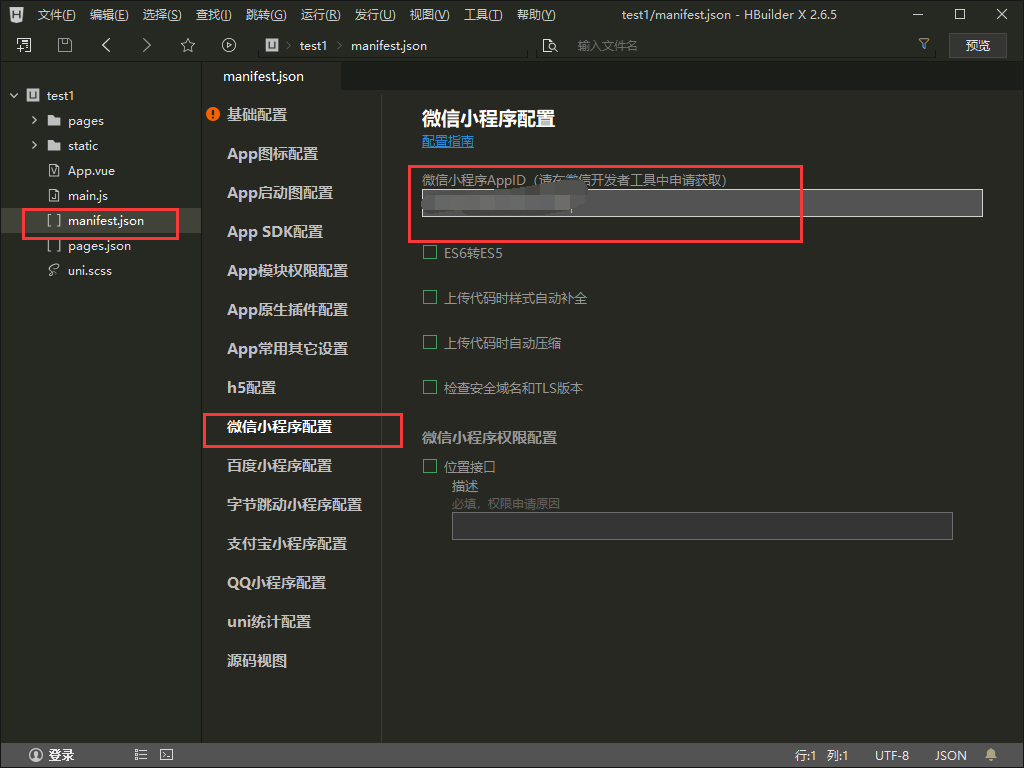 H 文件(F) 编辑(E) 选择(S) 查找(I) 跳转(G) 运行(R) 发行(U) 视图(V) 工具(T) 帮助(Y) test1/manifest.json - HBuilder X 2.6.5
test1 manifest.json 输入文件名 预览
test1
pages
static
App.vue
main.js
manifest.json
pages.json
uni.scss
manifest.json
基础配置
App图标配置
App启动图配置
App SDK配置
App模块权限配置
App原生插件配置
App常用其它设置
h5配置
微信小程序配置
百度小程序配置
字节跳动小程序配置
支付宝小程序配置
QQ小程序配置
uni统计配置
源码视图
微信小程序配置
配置指南
微信小程序AppID（请在微信开发者工具中申请获取）
ES6转ES5
上传代码时样式自动补全
上传代码时自动压缩
检查安全域名和TLS版本
微信小程序权限配置
位置接口
描述
必填，权限申请原因
登录 行:1 列:1 UTF-8 JSON